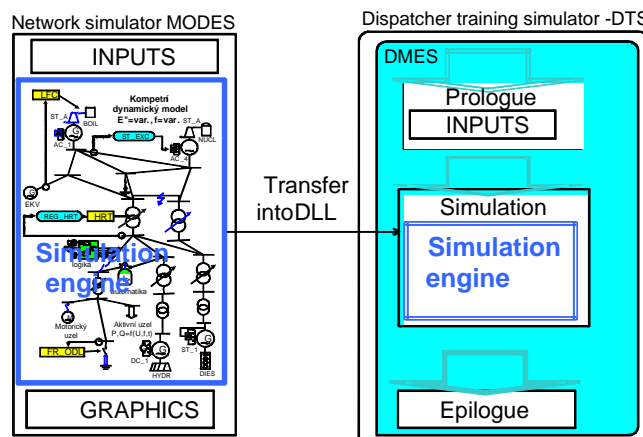 Network simulator MODES
INPUTS
LFC
ST_A
BOIL
Kompetní
dynamický model
E"=var., f=var.
ST_A
NUCL
G
AC_1
ST_EXC
G
AC_4
G
EKV
REG_HRT
HRT
Simulation
engine
logika
automatika
Motorický
uzel
Aktivní uzel
P,Q=f(U,f,t)
FR_ODL
DC_1
G
HYDR
ST_1
G
DIES
GRAPHICS
Transfer
intoDLL
Dispatcher training simulator -DTS
DMES
Prologue
INPUTS
Simulation
Simulation
engine
Epilogue